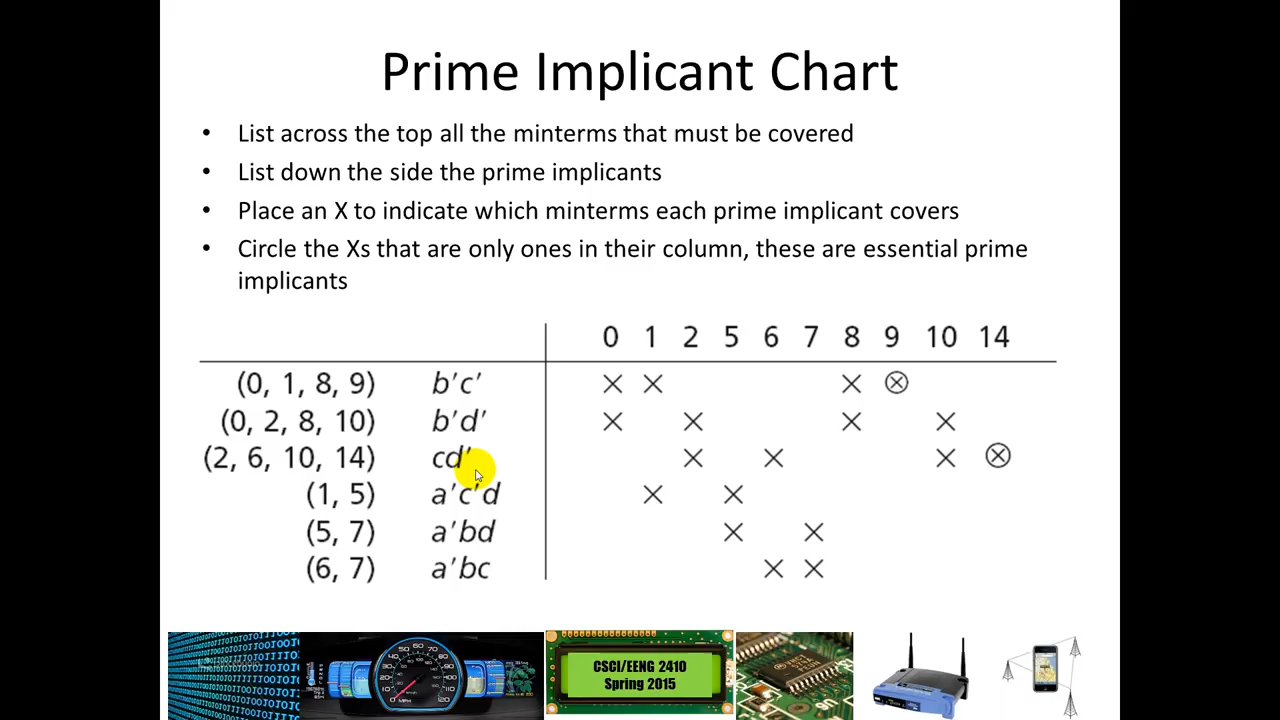 Prime Implicant Chart
• List across the top all the minterms that must be covered
• List down the side the prime implicants
• Place an X to indicate which minterms each prime implicant covers
• Circle the Xs that are only ones in their column, these are essential prime
implicants
0 1 2 5 6 7 8 9 10 14
(0, 1, 8, 9) b′c′ × × × ⊗
(0, 2, 8, 10) b′d′ × × × ×
(2, 6, 10, 14) cd′ × × × ⊗
(1, 5) a′c′d × ×
(5, 7) a′bd × ×
(6, 7) a′bc × ×
CSCI/EENG 2410
Spring 2015